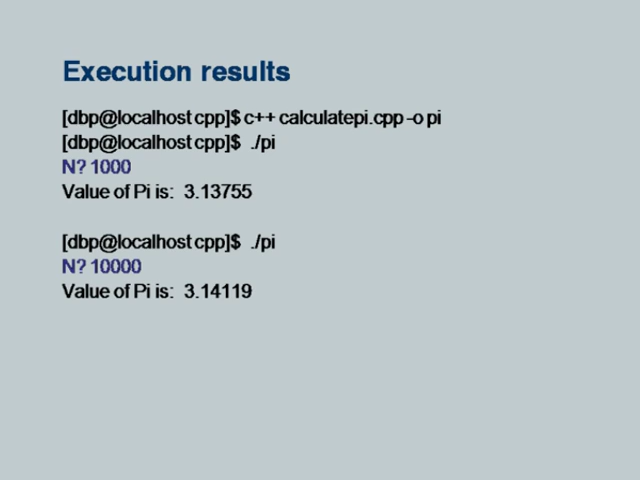 Execution results
[dbp@localhost cpp]$ c++ calculatepi.cpp -o pi
[dbp@localhost cpp]$ ./pi
N? 1000
Value of Pi is: 3.13755
[dbp@localhost cpp]$ ./pi
N? 10000
Value of Pi is: 3.14119